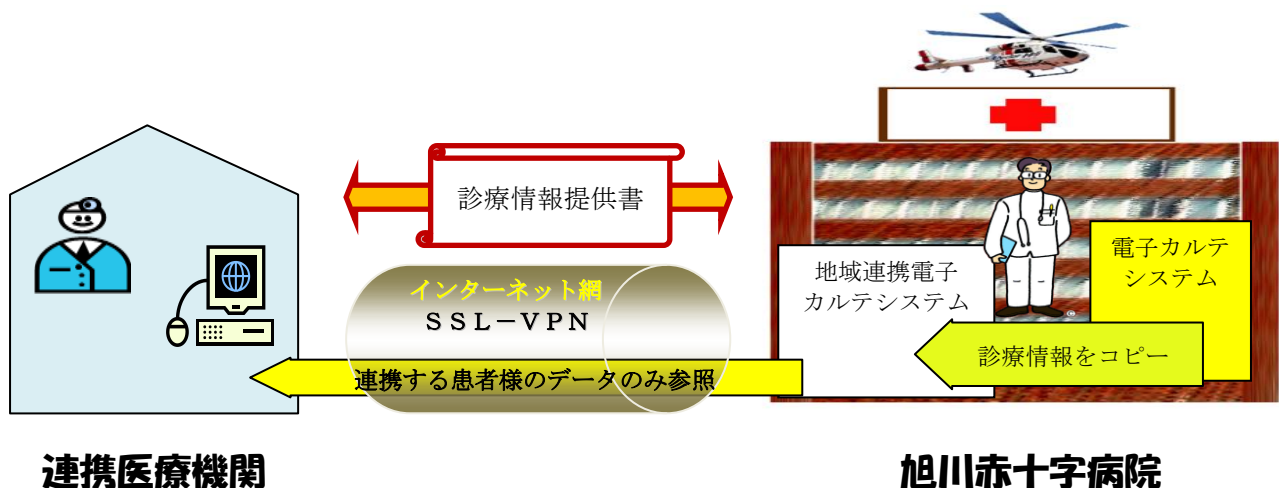 診療情報提供書
電子カルテ
システム
地域連携電子
カルテシステム
インターネット網
ＳＳＬ－ＶＰＮ
診療情報をコピー
連携する患者様のデータのみ参照
連携医療機関
旭川赤十字病院